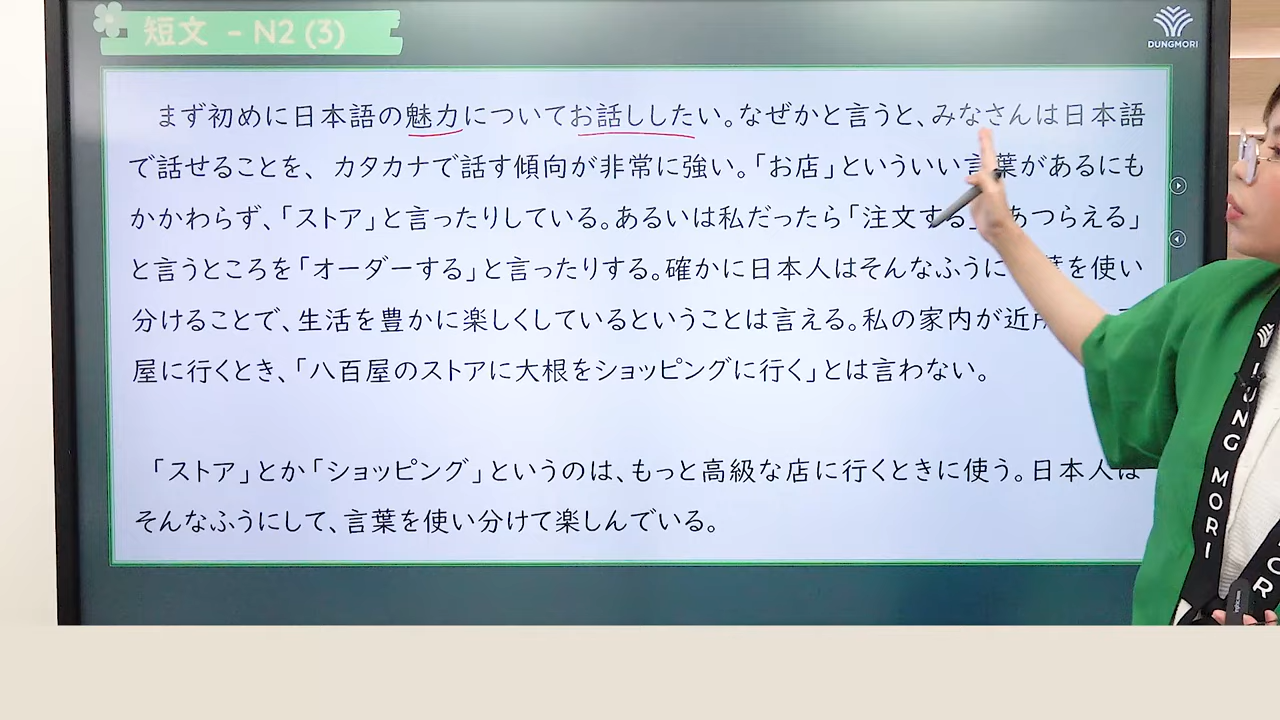 短文 - N2 (3)
DUNGMORI
まず初めに日本語の魅力についてお話ししたい。なぜかと言うと、みなさんは日本語
で話せることを、カタカナで話す傾向が非常に強い。「お店」といういい言葉があるにも
かかわらず、「ストア」と言ったりしている。あるいは私だったら「注文する」あつらえる」
と言うところを「オーダーする」と言ったりする。確かに日本人はそんなふうに葉を使い
分けることで、生活を豊かに楽しくしているということは言える。私の家内が近所
屋に行くとき、「八百屋のストアに大根をショッピングに行く」とは言わない。
「ストア」とか「ショッピング」というのは、もっと高級な店に行くときに使う。日本人は
そんなふうにして、言葉を使い分けて楽しんでいる。
DUNG MORI